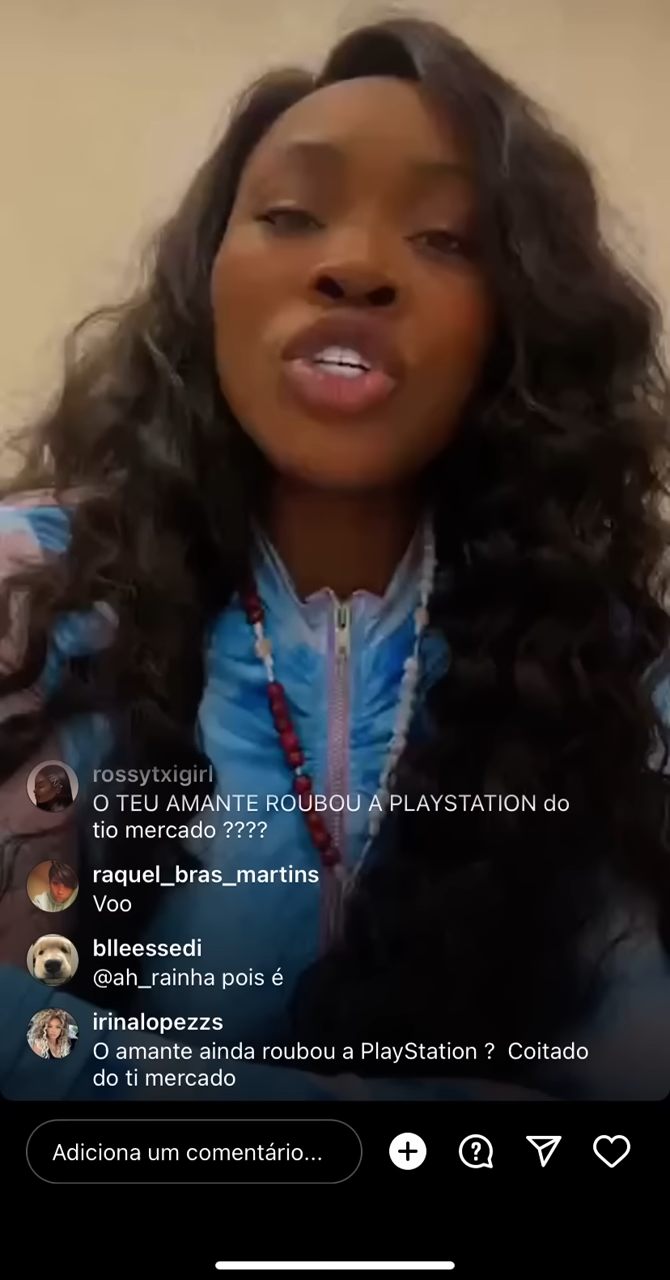 rossytxigirl
O TEU AMANTE ROUBOU A PLAYSTATION do
tio mercado ????
raquel_bras_martins
Voo
blleessedi
@ah_rainha pois é
irinalopezzs
O amante ainda roubou a PlayStation ?  Coitado
do ti mercado
Adiciona um comentário...